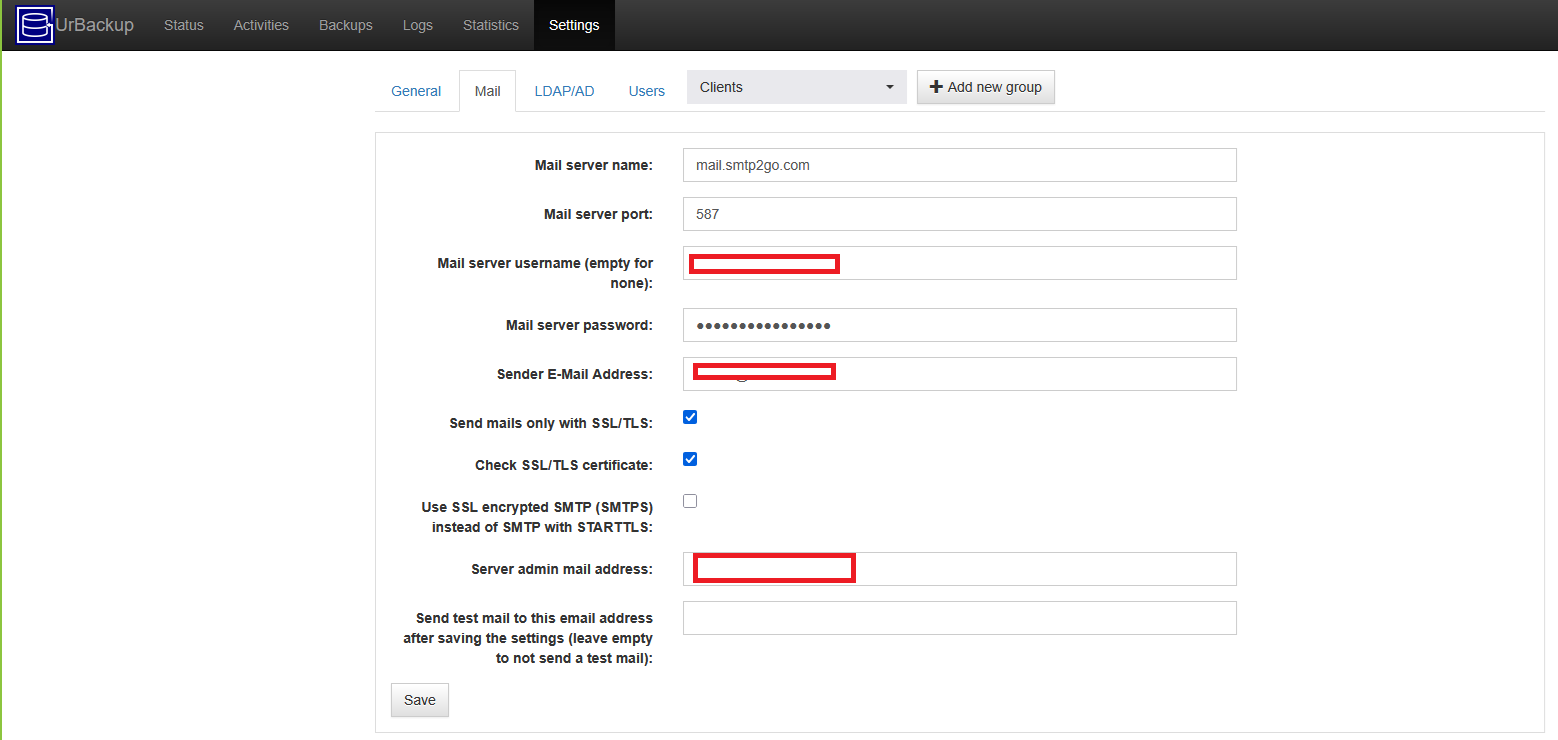 UrBackup Status Activities Backups Logs Statistics Settings
General Mail LDAP/AD Users Clients Add new group
Mail server name: mail.smtp2go.com
Mail server port: 587
Mail server username (empty for
none):
Mail server password: ●●●●●●●●●●●●●●●●
Sender E-Mail Address:
Send mails only with SSL/TLS:
Check SSL/TLS certificate:
Use SSL encrypted SMTP (SMTPS)
instead of SMTP with STARTTLS:
Server admin mail address:
Send test mail to this email address
after saving the settings (leave empty
to not send a test mail):
Save